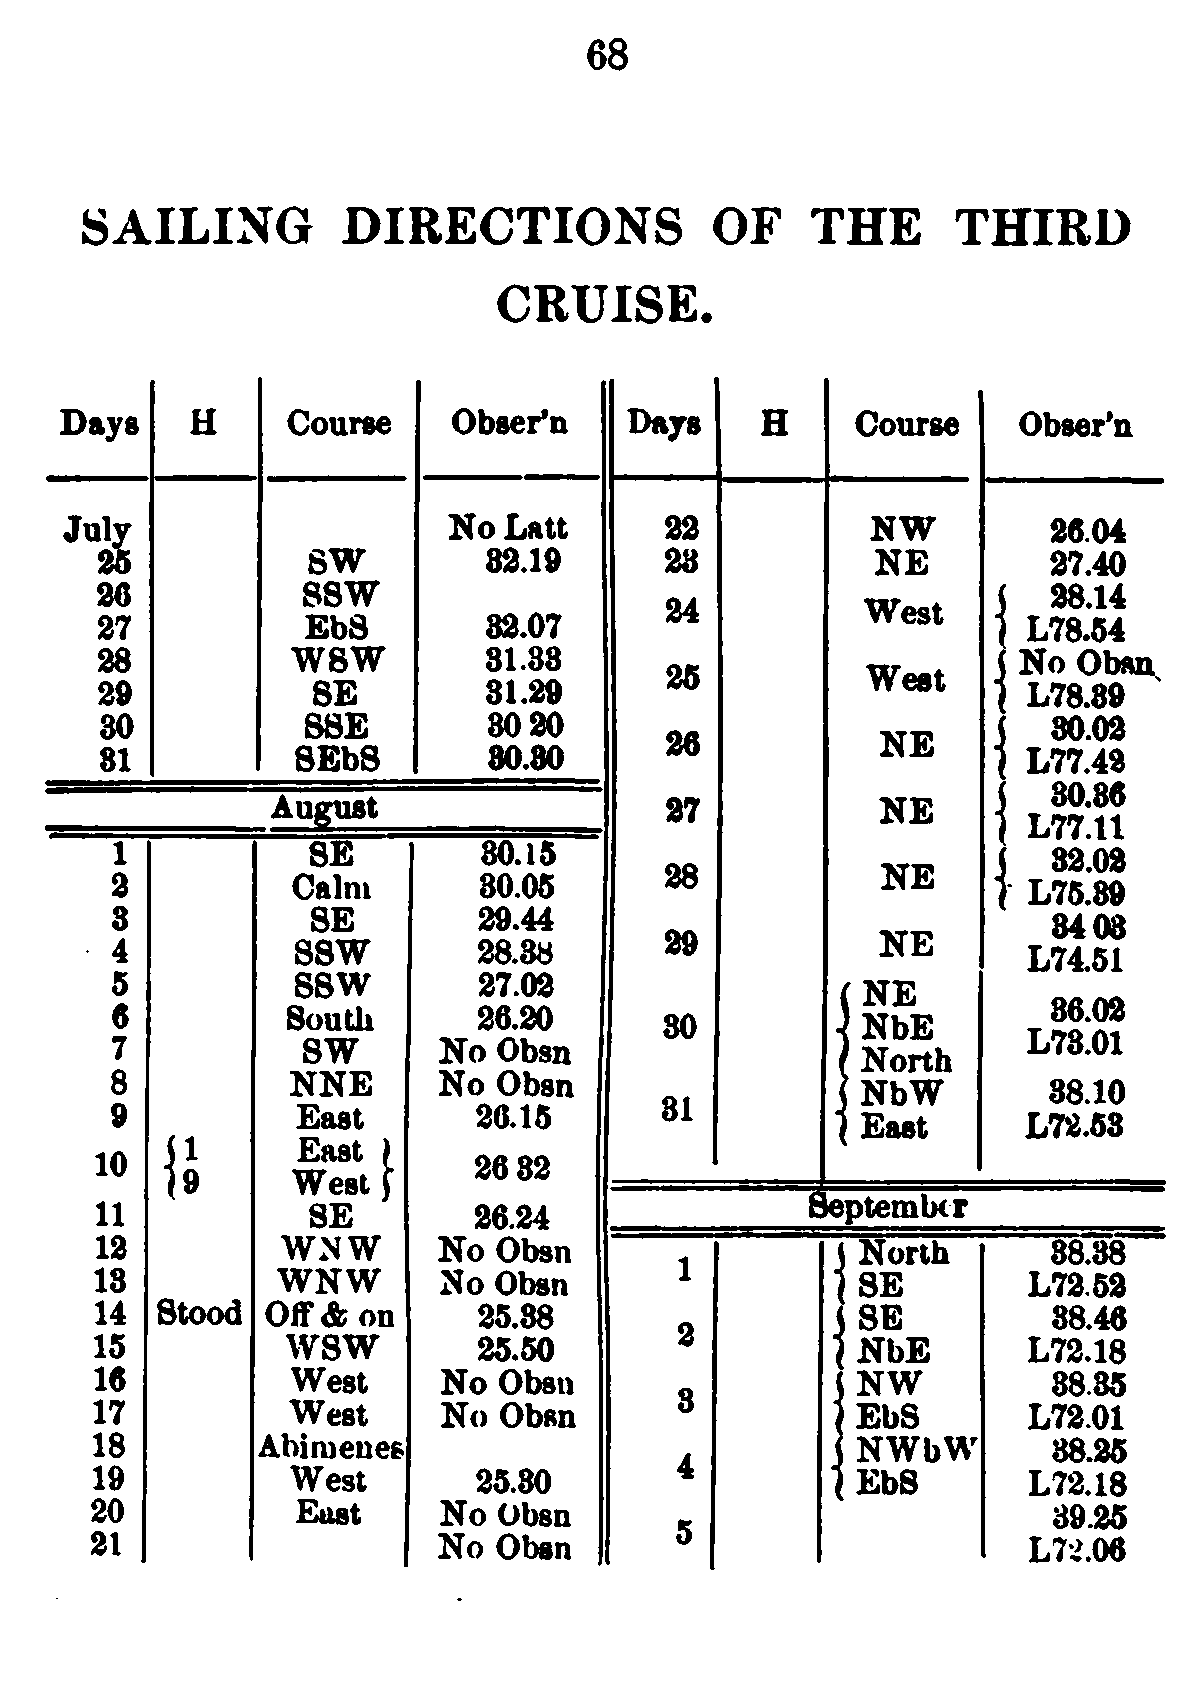 68
SAILING DIRECTIONS OF THE THIRD
CRUISE.
Days H Course Obser'n
July No Latt
25 SW 32.19
26 SSW
27 EbS 32.07
28 WSW 31.33
29 SE 31.29
30 SSE 30 20
31 SEbS 30.30
August
1 SE 30.15
2 Calm 30.05
3 SE 29.44
4 SSW 28.38
5 SSW 27.02
6 South 26.20
7 SW No Obsn
8 NNE No Obsn
9 East 26.15
10 { 1 East } 26 32
9 West
11 SE 26.24
12 WNW No Obsn
13 WNW No Obsn
14 Stood Off & on 25.38
15 WSW 25.50
16 West No Obsn
17 West No Obsn
18 Abimenes
19 West 25.30
20 East No Obsn
21 No Obsn
Days H Course Obser'n
22 NW 26.04
23 NE 27.40
24 West { 28.14
L78.54
25 West { No Obsn
L78.39
26 NE { 30.02
L77.42
27 NE { 30.36
L77.11
28 NE { 32.02
L75.39
29 NE 34 03
L74.51
30 { NE 36.02
NbE L73.01
North
31 { NbW 38.10
East L72.53
September
1 { North 38.38
SE L72.52
2 { SE 38.46
NbE L72.18
3 { NW 38.35
EbS L72.01
4 { NWbW 38.25
EbS L72.18
5 39.25
L72.06